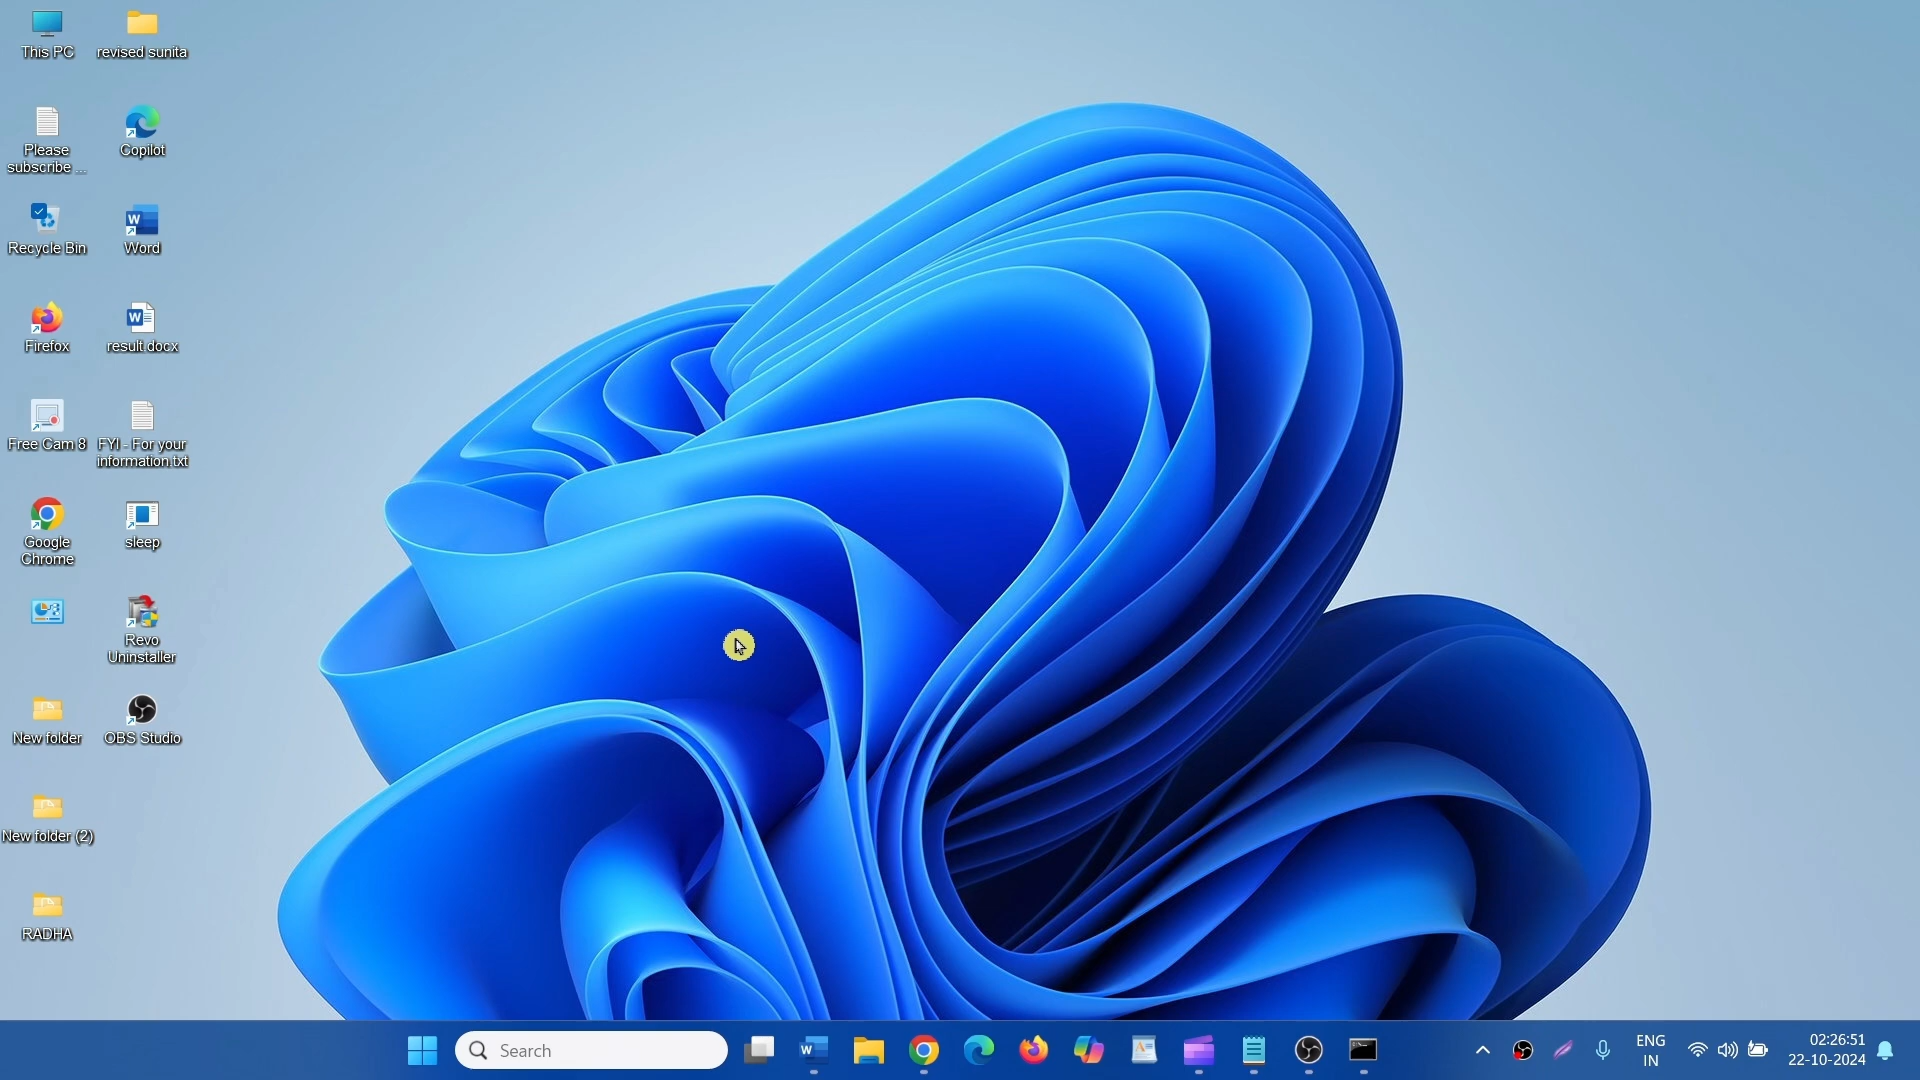 This PC
revised sunita
Please
subscribe ...
Copilot
Recycle Bin
Word
Firefox
result.docx
Free Cam 8
FYI - For your
information.txt
Google
Chrome
sleep
Revo
Uninstaller
New folder
OBS Studio
New folder (2)
RADHA
Search
ENG
IN
02:26:51
22-10-2024